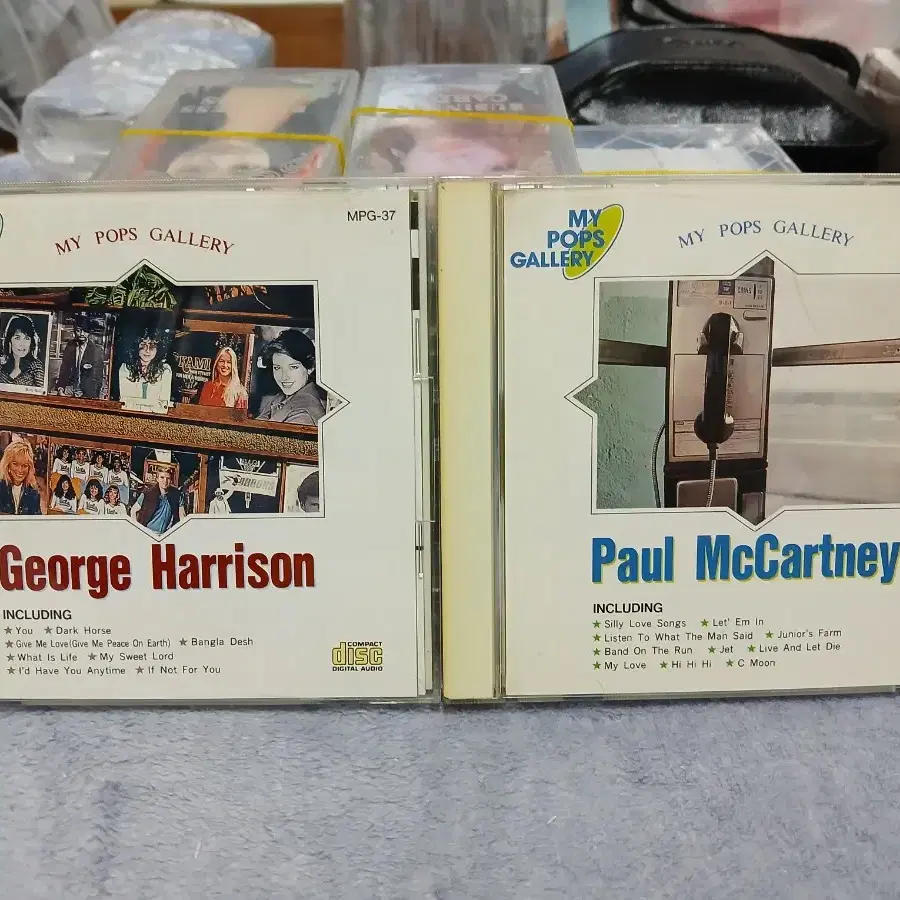 MY POPS GALLERY
MPG-37
George Harrison
INCLUDING
★You ★Dark Horse
★Give Me Love(Give Me Peace On Earth) ★Bangla Desh
★What Is Life ★My Sweet Lord
★I'd Have You Anytime ★If Not For You
COMPACT
disc
DIGITAL AUDIO
MY
POPS
GALLERY
MY POPS GALLERY
Paul McCartney
INCLUDING
★Silly Love Songs ★Let' Em In
★Listen To What The Man Said ★Junior's Farm
★Band On The Run ★Jet ★Live And Let Die
★My Love ★Hi Hi Hi ★C Moon